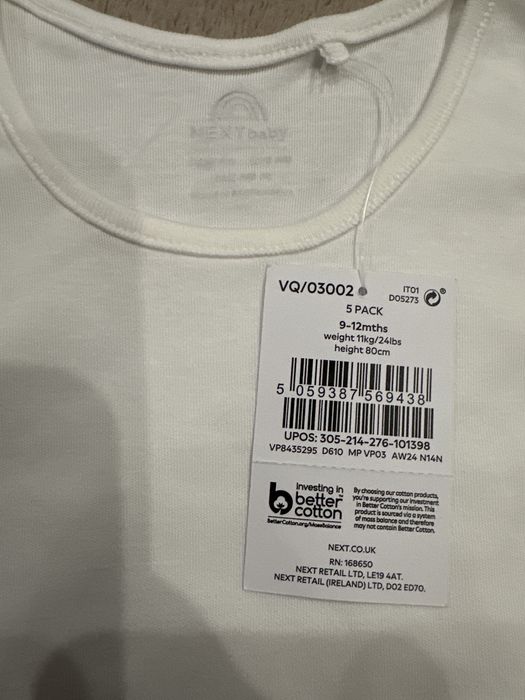 NEXT baby
VQ/03002
IT01
D05273
5 PACK
9-12mths
weight 11kg/24lbs
height 80cm
5 059387 569438
UPOS: 305-214-276-101398
VP8435295 D610 MP VP03 AW24 N14N
investing in
better
cotton
™
BetterCotton.org/MassBalance
By choosing our cotton products,
you're supporting our investment
in Better Cotton's mission. This
product is sourced via a system
of mass balance and therefore
may not contain Better Cotton.
NEXT.CO.UK
RN: 168650
NEXT RETAIL LTD, LE19 4AT.
NEXT RETAIL (IRELAND) LTD, D02 ED70.